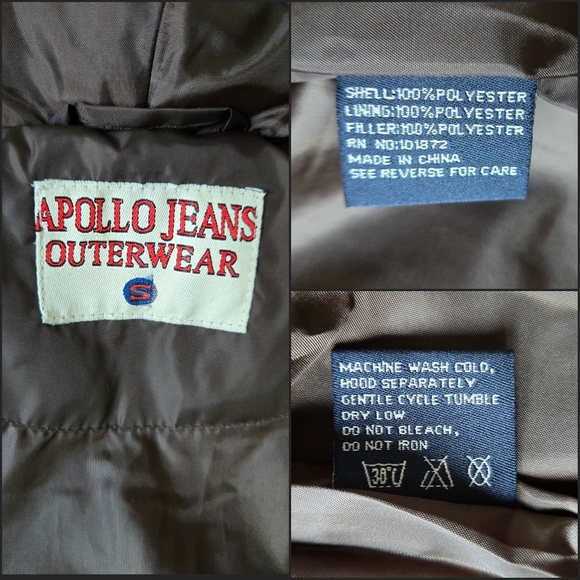 APOLLO JEANS
OUTERWEAR
S
SHELL:100%POLYESTER
LINING:100%POLYESTER
FILLER:100%POLYESTER
RN NO:101872
MADE IN CHINA
SEE REVERSE FOR CARE
MACHINE WASH COLD,
HOOD SEPARATELY
GENTLE CYCLE TUMBLE
DRY LOW
DO NOT BLEACH,
DO NOT IRON
30°C